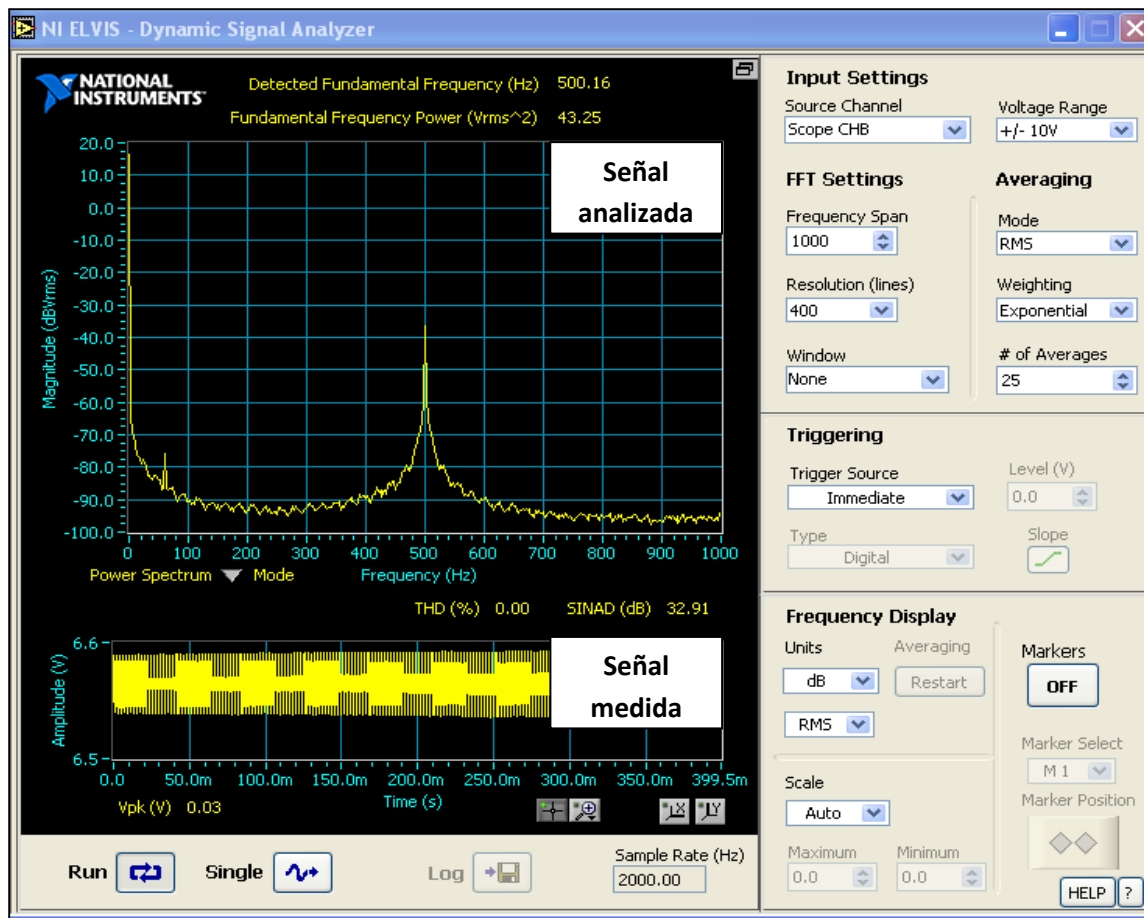 NI ELVIS - Dynamic Signal Analyzer
NATIONAL
INSTRUMENTS™
Detected Fundamental Frequency (Hz) 500.16
Fundamental Frequency Power (Vrms^2) 43.25
Señal
analizada
Magnitude (dBVrms)
20.0
10.0
0.0
-10.0
-20.0
-30.0
-40.0
-50.0
-60.0
-70.0
-80.0
-90.0
-100.0
0 100 200 300 400 500 600 700 800 900 1000
Power Spectrum Mode Frequency (Hz)
THD (%) 0.00 SINAD (dB) 32.91
Señal
medida
Amplitude (V)
6.6
6.5
0.0 50.0m 100.0m 150.0m 200.0m 250.0m 300.0m 350.0m 399.5m
Vpk (V) 0.03 Time (s)
X Y
Run Single Log
Sample Rate (Hz)
2000.00
Input Settings
Source Channel Voltage Range
Scope CHB +/- 10V
FFT Settings Averaging
Frequency Span Mode
1000 RMS
Resolution (lines) Weighting
400 Exponential
Window # of Averages
None 25
Triggering
Trigger Source Level (V)
Immediate 0.0
Type Slope
Digital
Frequency Display
Units Averaging Markers
dB Restart OFF
RMS
Marker Select
M 1
Scale Marker Position
Auto
Maximum Minimum
0.0 0.0
HELP ?